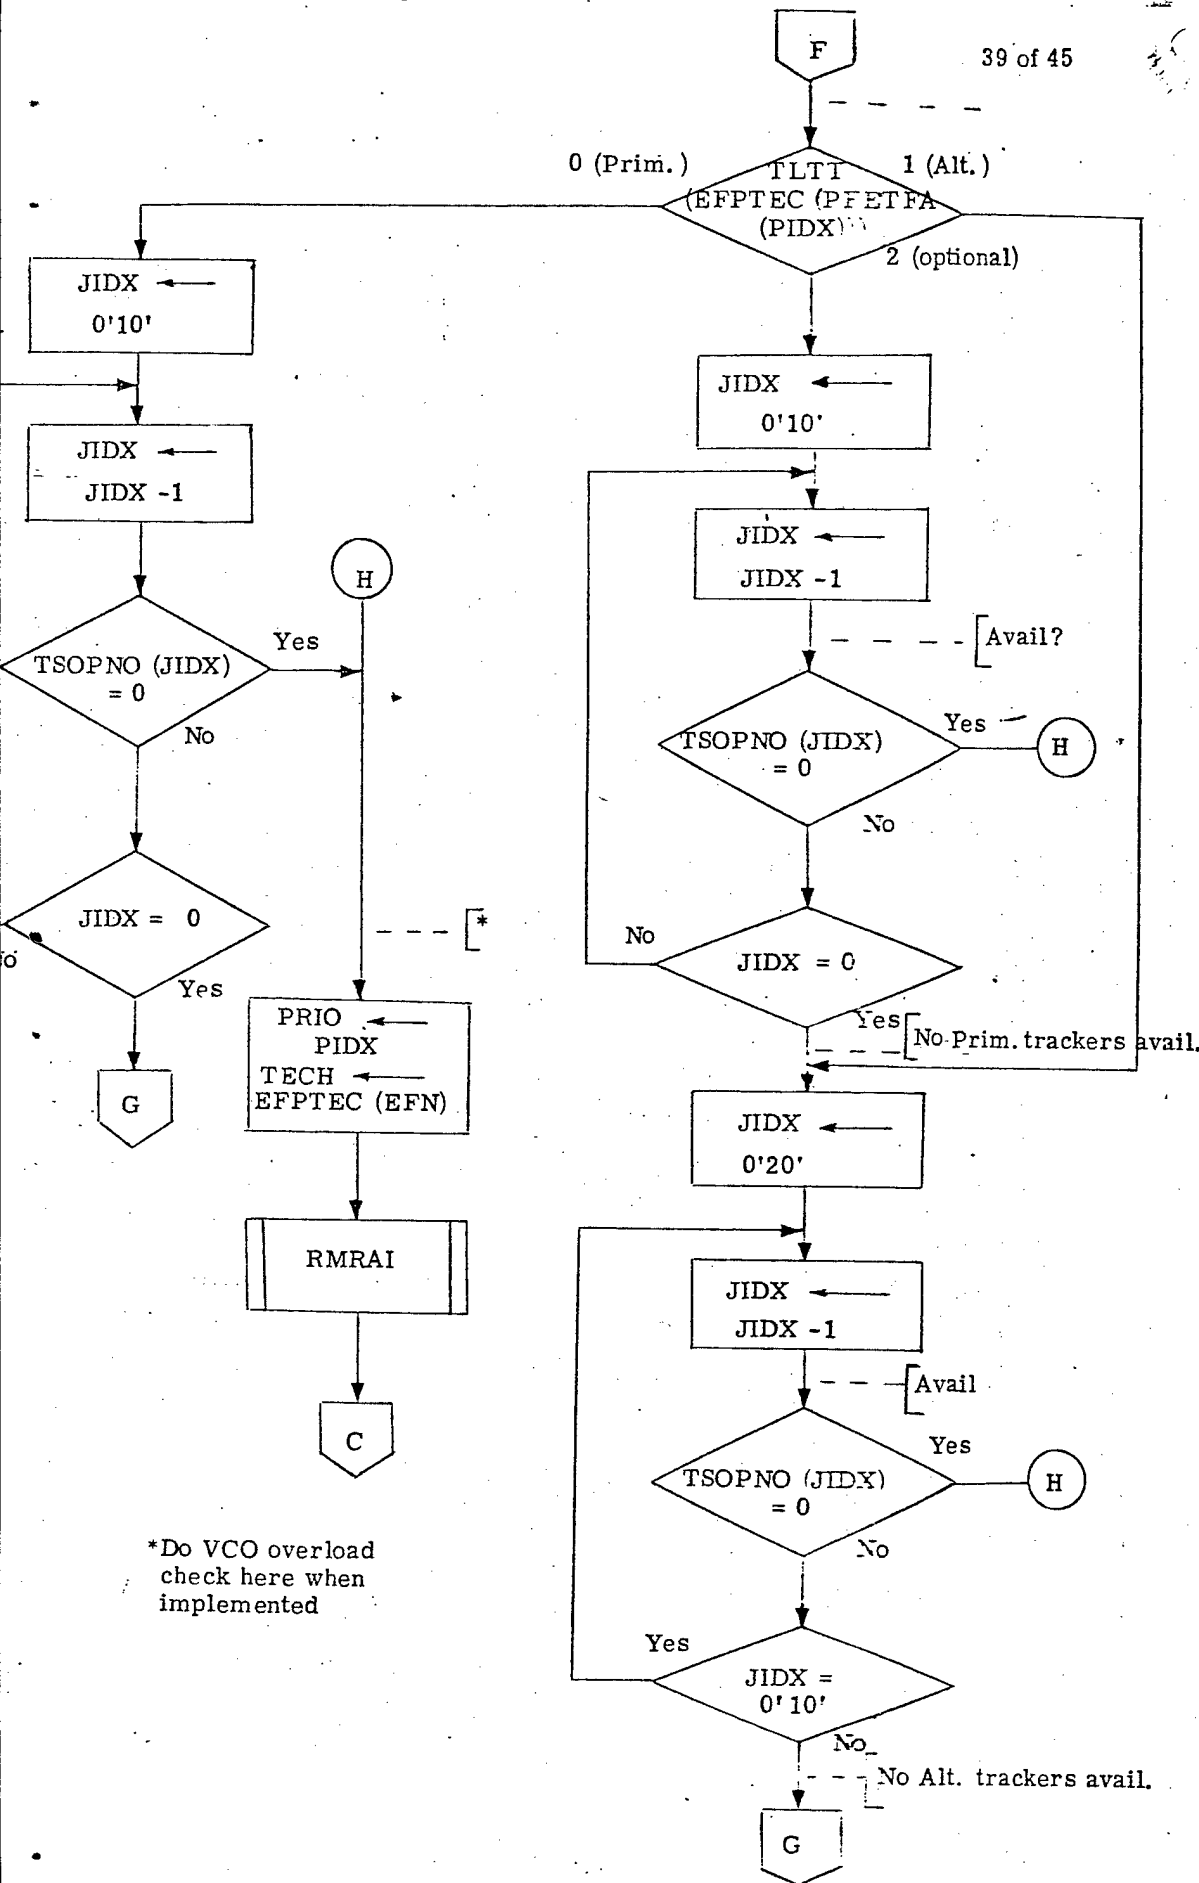 F
39 of 45
0 (Prim.)
1 (Alt.)
TLTT
(EFPTEC (PFETFA
(PIDX))
2 (optional)
JIDX ←
0'10'
JIDX ←
JIDX -1
H
TSOPNO (JIDX)
= 0
Yes
No
JIDX = 0
Yes
G
[*
PRIO ←
PIDX
TECH ←
EFPTEC (EFN)
RMRAI
C
*Do VCO overload
check here when
implemented
JIDX ←
0'10'
JIDX ←
JIDX -1
[Avail?
TSOPNO (JIDX)
= 0
Yes
H
No
No
JIDX = 0
Yes
[No Prim. trackers avail.
JIDX ←
0'20'
JIDX ←
JIDX -1
[Avail
TSOPNO (JIDX)
= 0
Yes
H
No
Yes
JIDX =
0'10'
No
[No Alt. trackers avail.
G